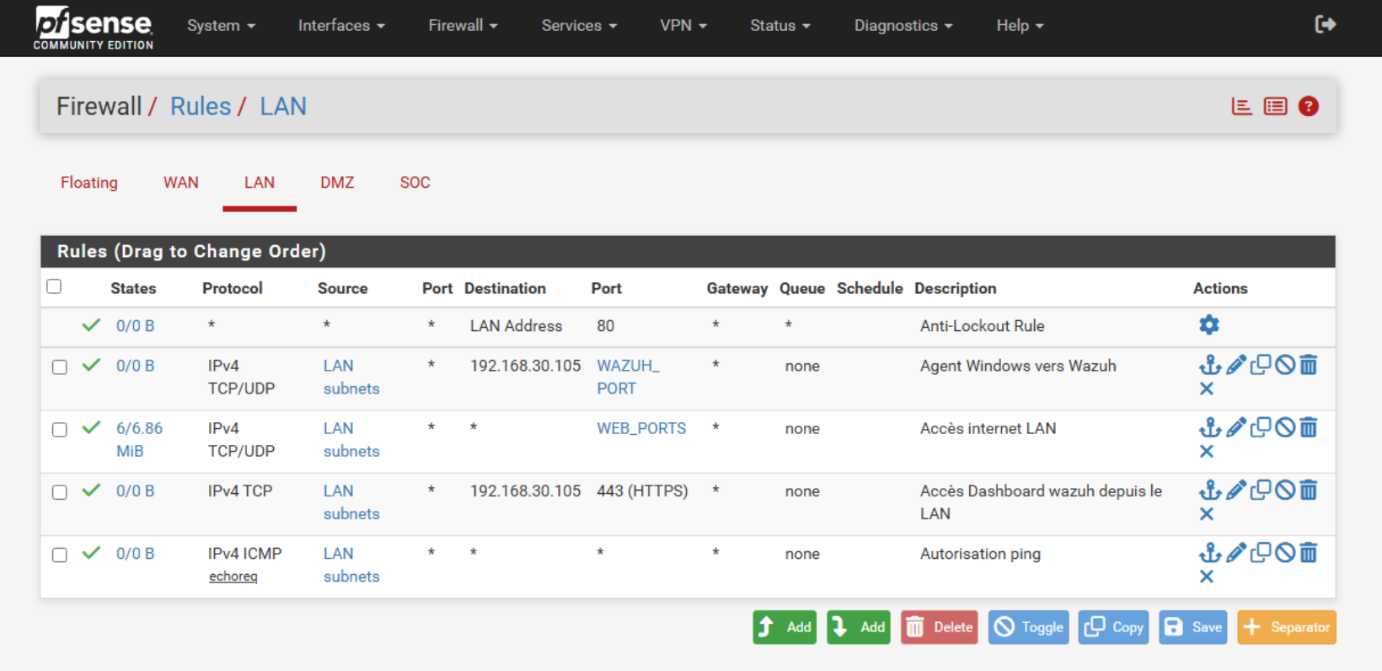 pfsense
COMMUNITY EDITION
System Interfaces Firewall Services VPN Status Diagnostics Help
Firewall / Rules / LAN
Floating WAN LAN DMZ SOC
Rules (Drag to Change Order)
States Protocol Source Port Destination Port Gateway Queue Schedule Description Actions
0/0 B * * * LAN Address 80 * * Anti-Lockout Rule
0/0 B IPv4 LAN * 192.168.30.105 WAZUH_ * none Agent Windows vers Wazuh
TCP/UDP subnets PORT
6/6.86 IPv4 LAN * * WEB_PORTS * none Accès internet LAN
MiB TCP/UDP subnets
0/0 B IPv4 TCP LAN * 192.168.30.105 443 (HTTPS) * none Accès Dashboard wazuh depuis le
subnets LAN
0/0 B IPv4 ICMP LAN * * * * none Autorisation ping
echoreq subnets
Add Add Delete Toggle Copy Save Separator